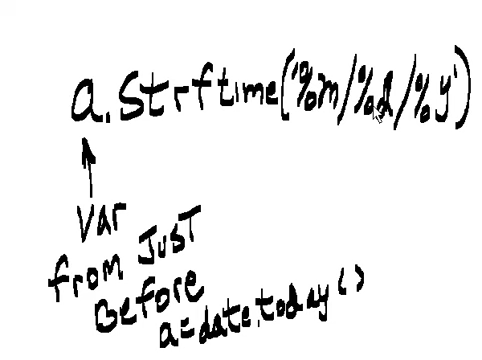 a.Strftime('%m/%d/%y')
Var
from JUST
Before
a=date.today()